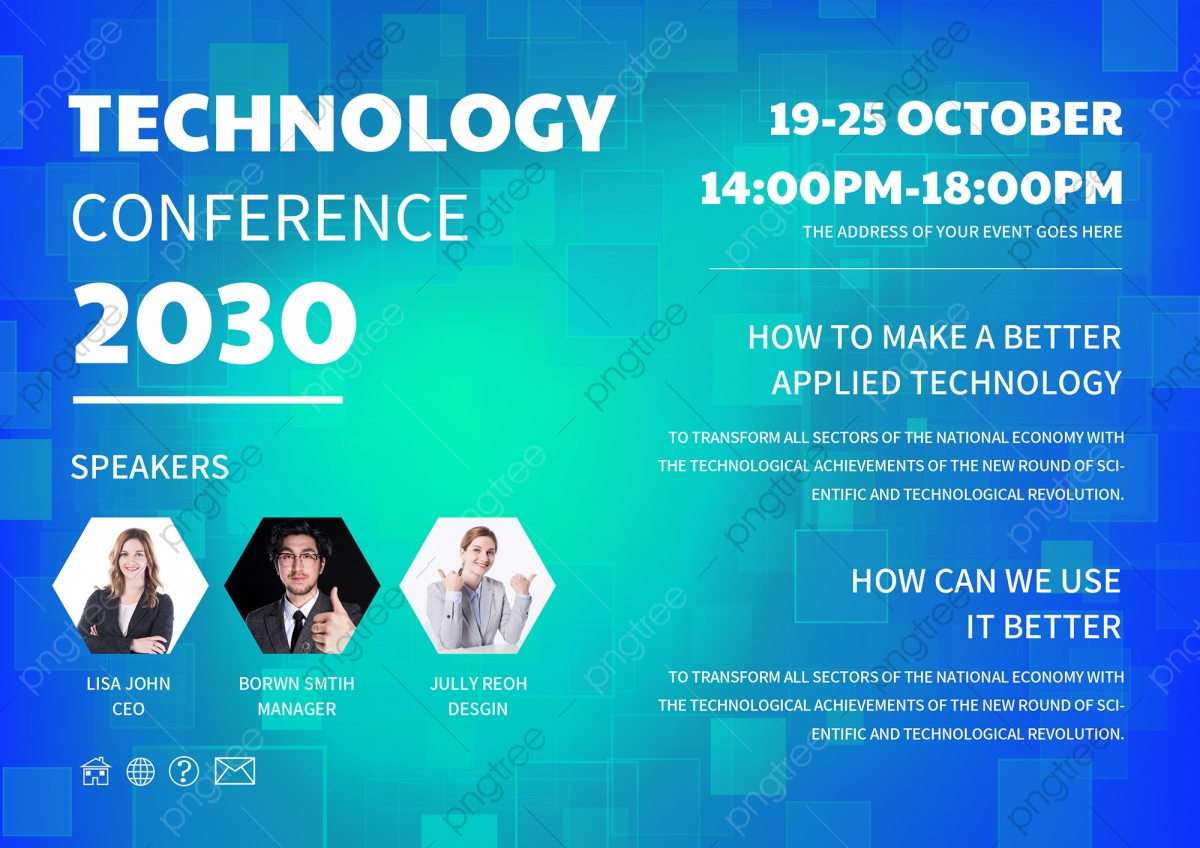 TECHNOLOGY
CONFERENCE
2030
SPEAKERS
LISA JOHN
CEO
BORWN SMTIH
MANAGER
JULLY REOH
DESGIN
19-25 OCTOBER
14:00PM-18:00PM
THE ADDRESS OF YOUR EVENT GOES HERE
HOW TO MAKE A BETTER
APPLIED TECHNOLOGY
TO TRANSFORM ALL SECTORS OF THE NATIONAL ECONOMY WITH
THE TECHNOLOGICAL ACHIEVEMENTS OF THE NEW ROUND OF SCI-
ENTIFIC AND TECHNOLOGICAL REVOLUTION.
HOW CAN WE USE
IT BETTER
TO TRANSFORM ALL SECTORS OF THE NATIONAL ECONOMY WITH
THE TECHNOLOGICAL ACHIEVEMENTS OF THE NEW ROUND OF SCI-
ENTIFIC AND TECHNOLOGICAL REVOLUTION.
pngtree